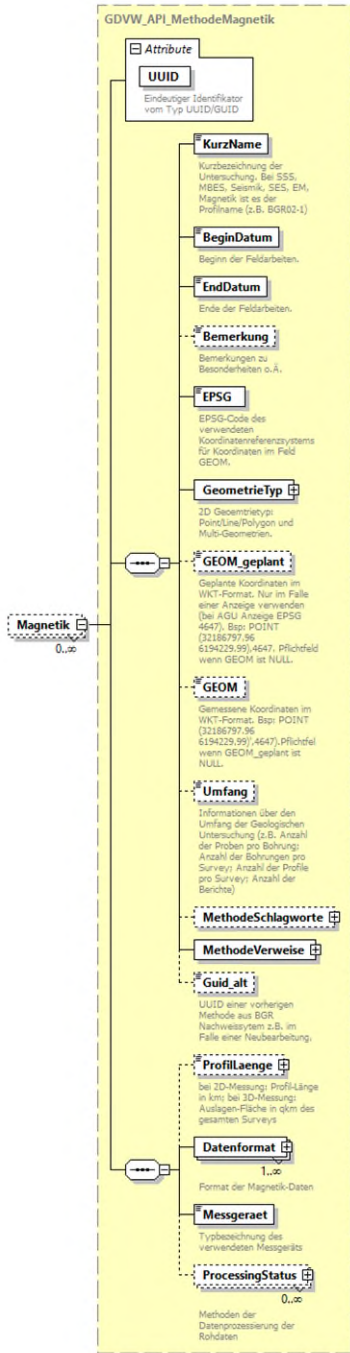 GDVW_API_MethodeMagnetik
Attribute
UUID
Eindeutiger Identifikator
vom Typ UUID/GUID
KurzName
Kurzbezeichnung der
Untersuchung. Bei SSS,
MBES, Seismik, SES, EM,
Magnetik ist es der
Profilname (z.B. BGR02-1)
BeginDatum
Beginn der Feldarbeiten.
EndDatum
Ende der Feldarbeiten.
Bemerkung
Bemerkungen zu
Besonderheiten o.Ä.
EPSG
EPSG-Code des
verwendeten
Koordinatenreferenzsystems
für Koordinaten im Feld
GEOM.
GeometrieTyp
2D Geoemtrietyp:
Point/Line/Polygon und
Multi-Geometrien.
GEOM_geplant
Geplante Koordinaten im
WKT-Format. Nur im Falle
einer Anzeige verwenden
(bei AGU Anzeige EPSG
4647). Bsp: POINT
(32186797.96
6194229.99),4647. Pflichtfeld
wenn GEOM ist NULL.
Magnetik
0..∞
GEOM
Gemessene Koordinaten im
WKT-Format. Bsp: POINT
(32186797.96
6194229.99)',4647).Pflichtfel
wenn GEOM_geplant ist
NULL.
Umfang
Informationen über den
Umfang der Geologischen
Untersuchung (z.B. Anzahl
der Proben pro Bohrung;
Anzahl der Bohrungen pro
Survey; Anzahl der Profile
pro Survey; Anzahl der
Berichte)
MethodeSchlagworte
MethodeVerweise
Guid_alt
UUID einer vorherigen
Methode aus BGR
Nachweissytem z.B. im
Falle einer Neubearbeitung.
ProfilLaenge
bei 2D-Messung: Profil-Länge
in km; bei 3D-Messung:
Auslagen-Fläche in qkm des
gesamten Surveys
Datenformat
1..∞
Format der Magnetik-Daten
Messgeraet
Typbezeichnung des
verwendeten Messgeräts
ProcessingStatus
0..∞
Methoden der
Datenprozessierung der
Rohdaten